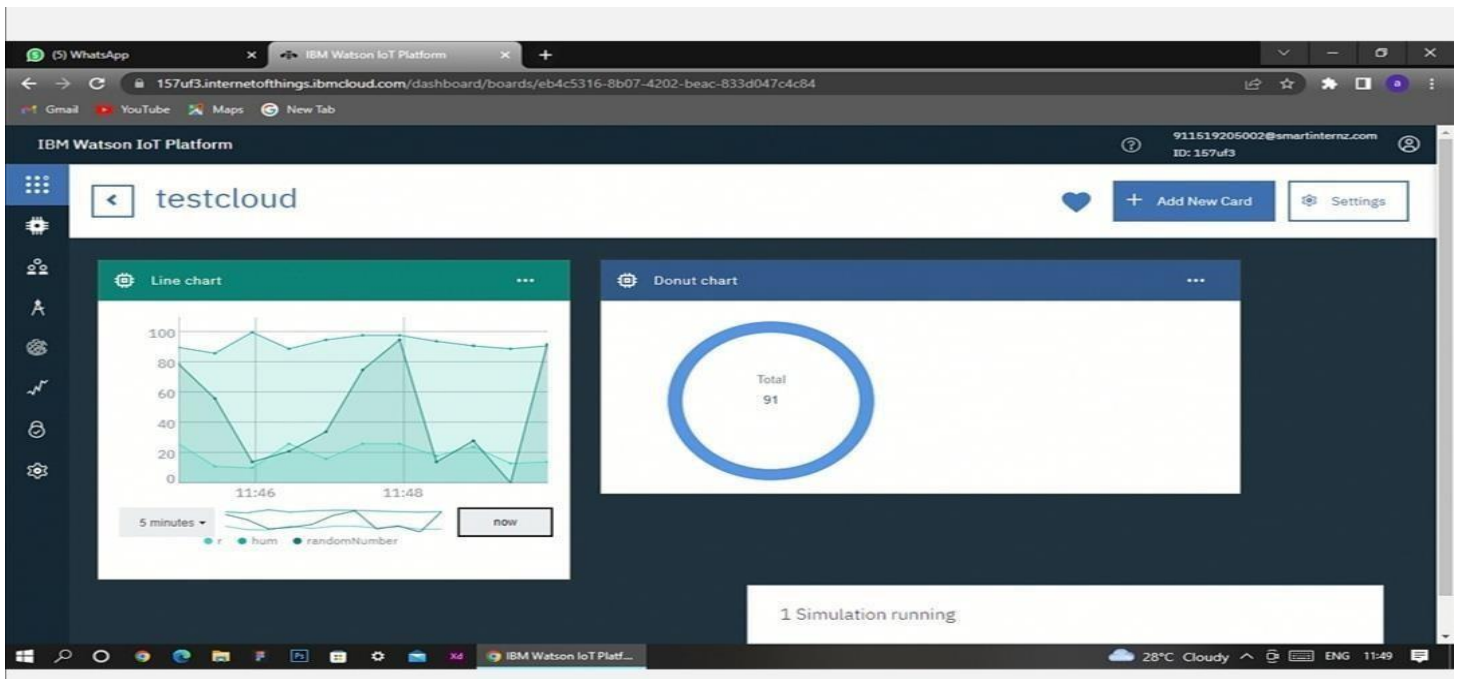 (5) WhatsApp
IBM Watson IoT Platform
157uf3.internetofthings.ibmcloud.com/dashboard/boards/eb4c5316-8b07-4202-beac-833d047c4c84
a
Gmail YouTube Maps New Tab
IBM Watson IoT Platform
911519205002@smartinternz.com
ID: 157uf3
testcloud
+ Add New Card
Settings
Line chart
100
80
60
40
20
0
11:46 11:48
5 minutes
now
r hum randomNumber
Donut chart
Total
91
1 Simulation running
Ps
Xd
IBM Watson IoT Platf...
28°C Cloudy
ENG 11:49